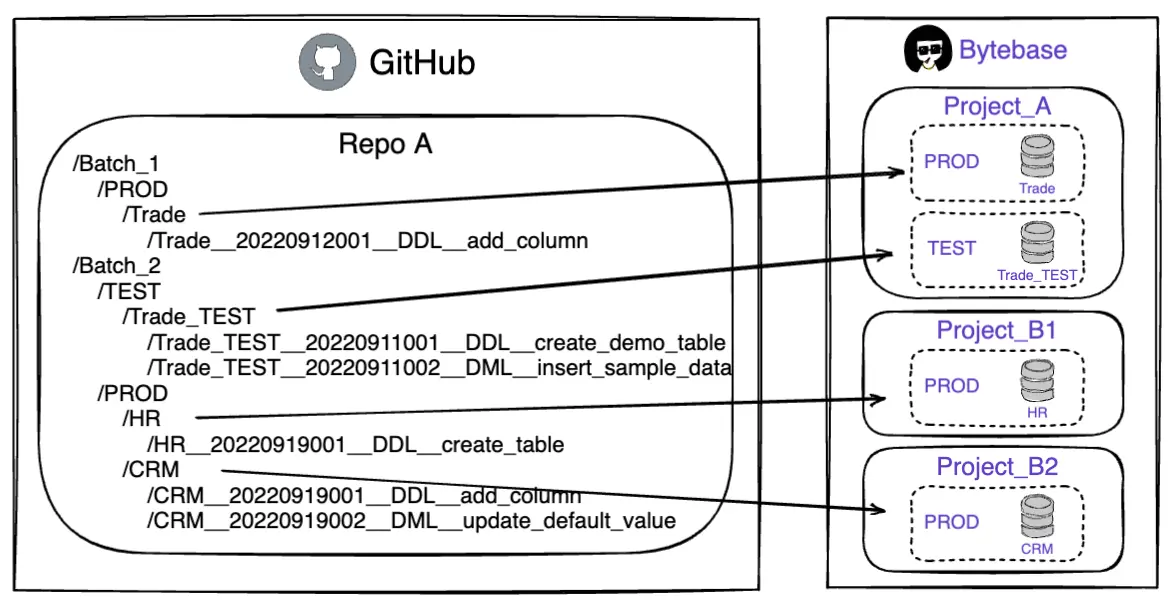 GitHub
Repo A
/Batch_1
/PROD
/Trade
/Trade__20220912001__DDL__add_column
/Batch_2
/TEST
/Trade_TEST
/Trade_TEST__20220911001__DDL__create_demo_table
/Trade_TEST__20220911002__DML__insert_sample_data
/PROD
/HR
/HR__20220919001__DDL__create_table
/CRM
/CRM__20220919001__DDL__add_column
/CRM__20220919002__DML__update_default_value
Bytebase
Project_A
PROD
Trade
TEST
Trade_TEST
Project_B1
PROD
HR
Project_B2
PROD
CRM